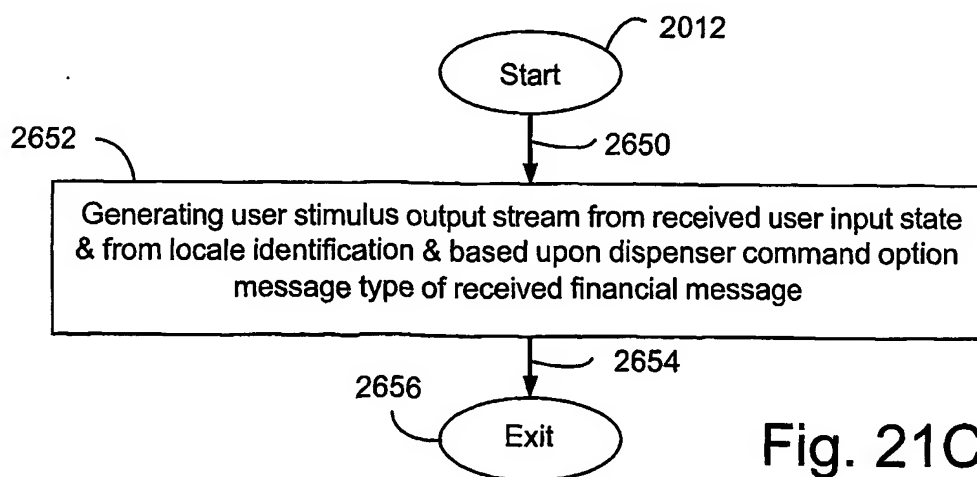 2012
Start
2652
2650
Generating user stimulus output stream from received user input state
& from locale identification & based upon dispenser command option
message type of received financial message
2654
2656
Exit
Fig. 21C